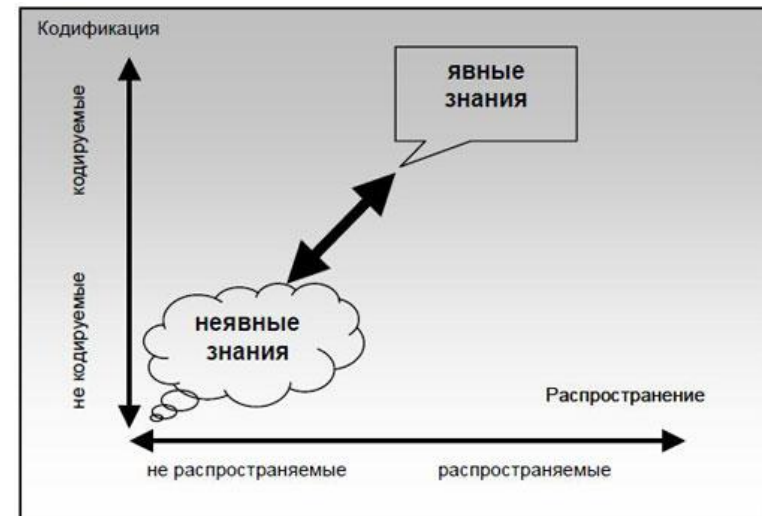 Кодификация
явные
знания
кодируемые
не кодируемые
неявные
знания
Распространение
не распространяемые
распространяемые